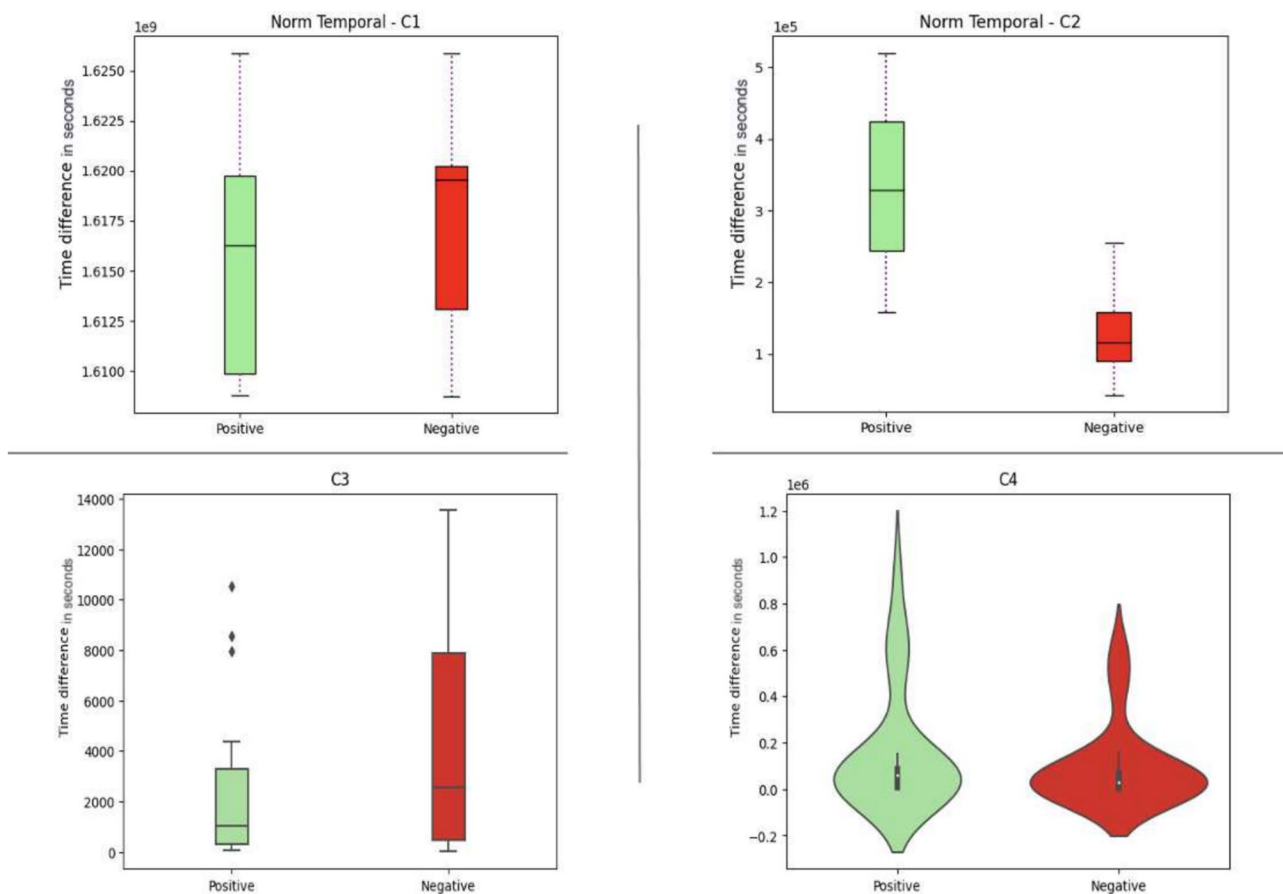 Norm Temporal - C1
1e9
1.6250
1.6225
1.6200
1.6175
1.6150
1.6125
1.6100
Time difference in seconds
Positive
Negative
Norm Temporal - C2
1e5
5
4
3
2
1
Time difference in seconds
Positive
Negative
C3
14000
12000
10000
8000
6000
4000
2000
0
Time difference in seconds
Positive
Negative
C4
1e6
1.2
1.0
0.8
0.6
0.4
0.2
0.0
−0.2
Time difference in seconds
Positive
Negative